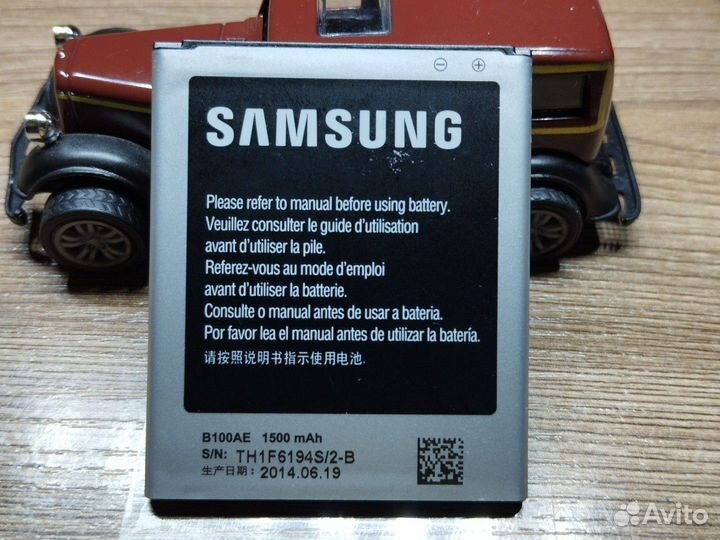 ⊖ ⊕
SAMSUNG
Please refer to manual before using battery.
Veuillez consulter le guide d'utilisation
avant d'utiliser la pile.
Referez-vous au mode d'emploi
avant d'utiliser la batterie.
Consulte o manual antes de usar a bateria.
Por favor lea el manual antes de utilizar la batería.
请按照说明书指示使用电池.
B100AE 1500 mAh
S/N: TH1F6194S/2-B
生产日期: 2014.06.19
Avito